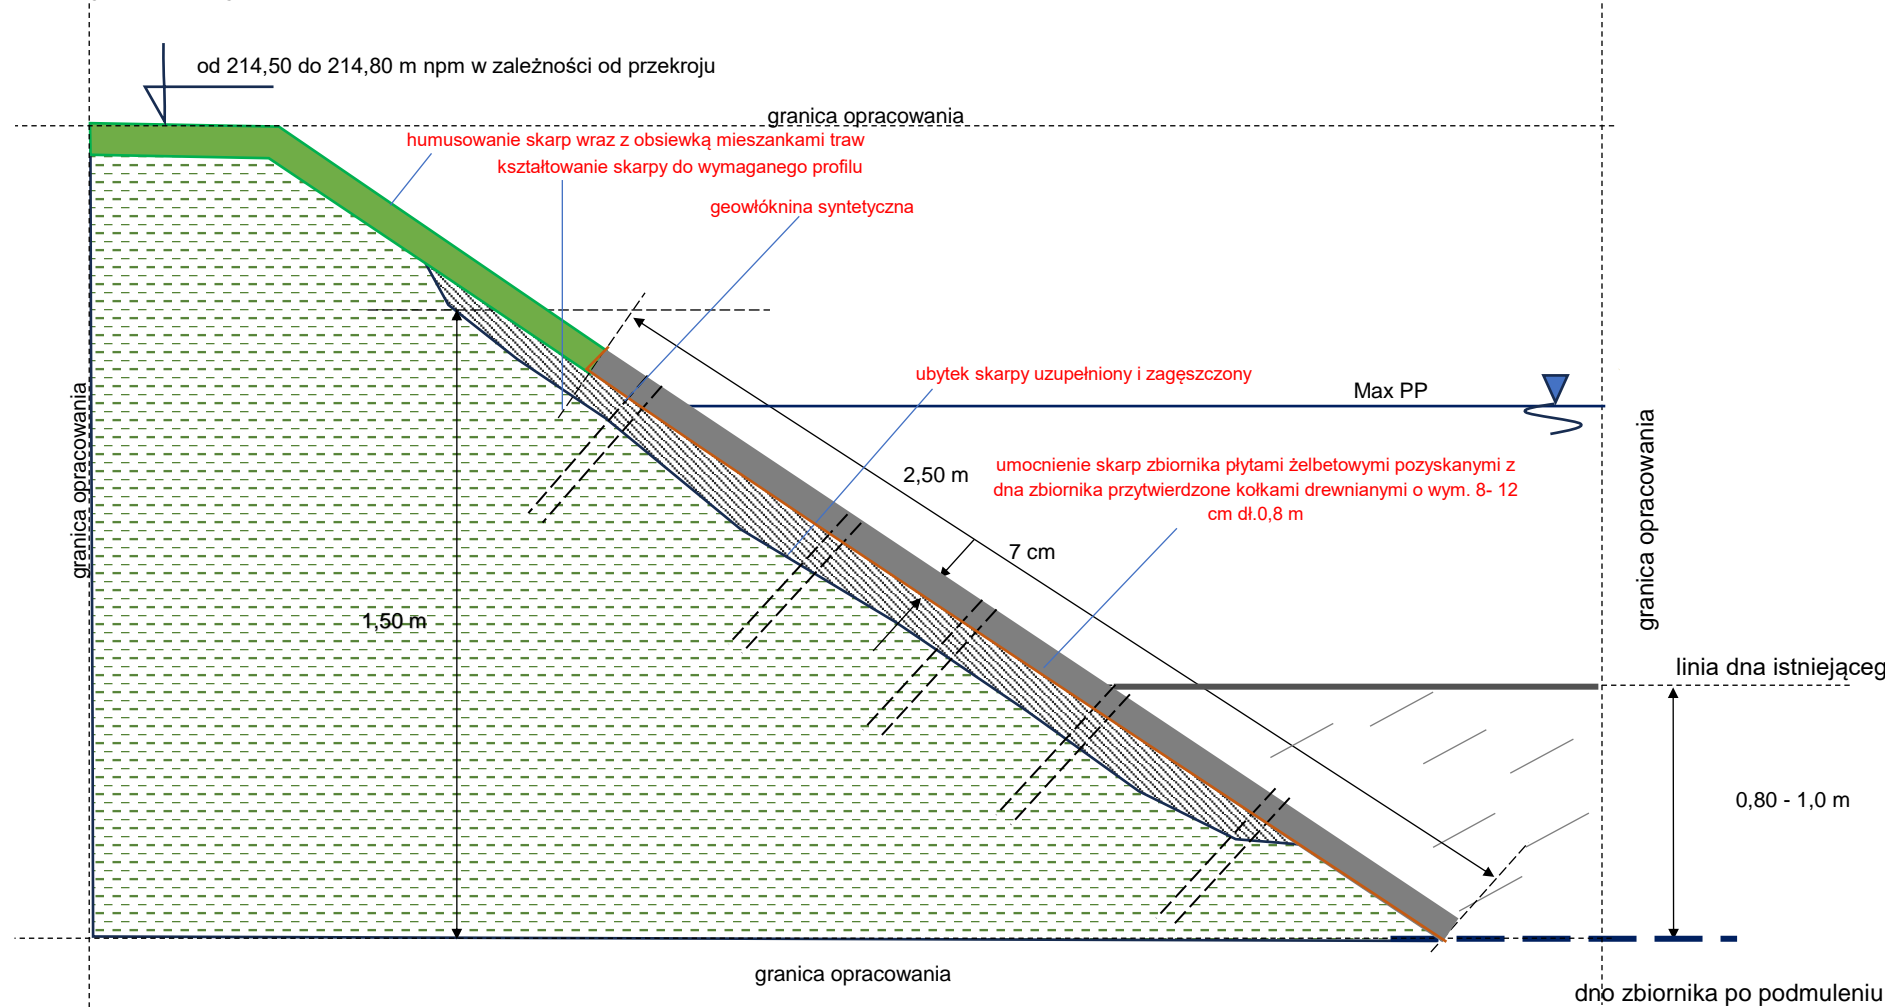 od 214,50 do 214,80 m npm w zależności od przekroju
granica opracowania
humusowanie skarp wraz z obsiewką mieszankami traw
kształtowanie skarpy do wymaganego profilu
geowłóknina syntetyczna
ubytek skarpy uzupełniony i zagęszczony
Max PP
granica opracowania
granica opracowania
2,50 m
umocnienie skarp zbiornika płytami żelbetowymi pozyskanymi z
dna zbiornika przytwierdzone kołkami drewnianymi o wym. 8- 12
cm dł.0,8 m
7 cm
1,50 m
linia dna istniejąceg
0,80 - 1,0 m
granica opracowania
dno zbiornika po podmuleniu